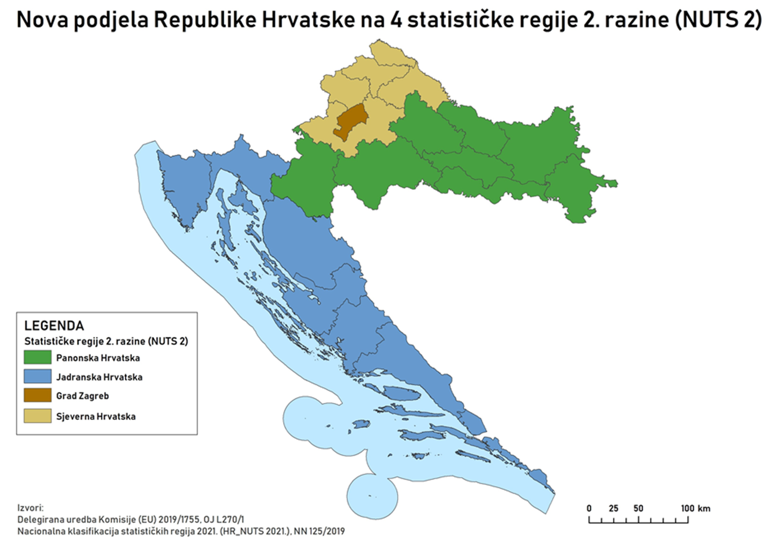 Nova podjela Republike Hrvatske na 4 statističke regije 2. razine (NUTS 2)
LEGENDA
Statističke regije 2. razine (NUTS 2)
Panonska Hrvatska
Jadranska Hrvatska
Grad Zagreb
Sjeverna Hrvatska
Izvori:
Delegirana uredba Komisije (EU) 2019/1755, OJ L270/1
Nacionalna klasifikacija statističkih regija 2021. (HR_NUTS 2021.), NN 125/2019
0 25 50 100 km